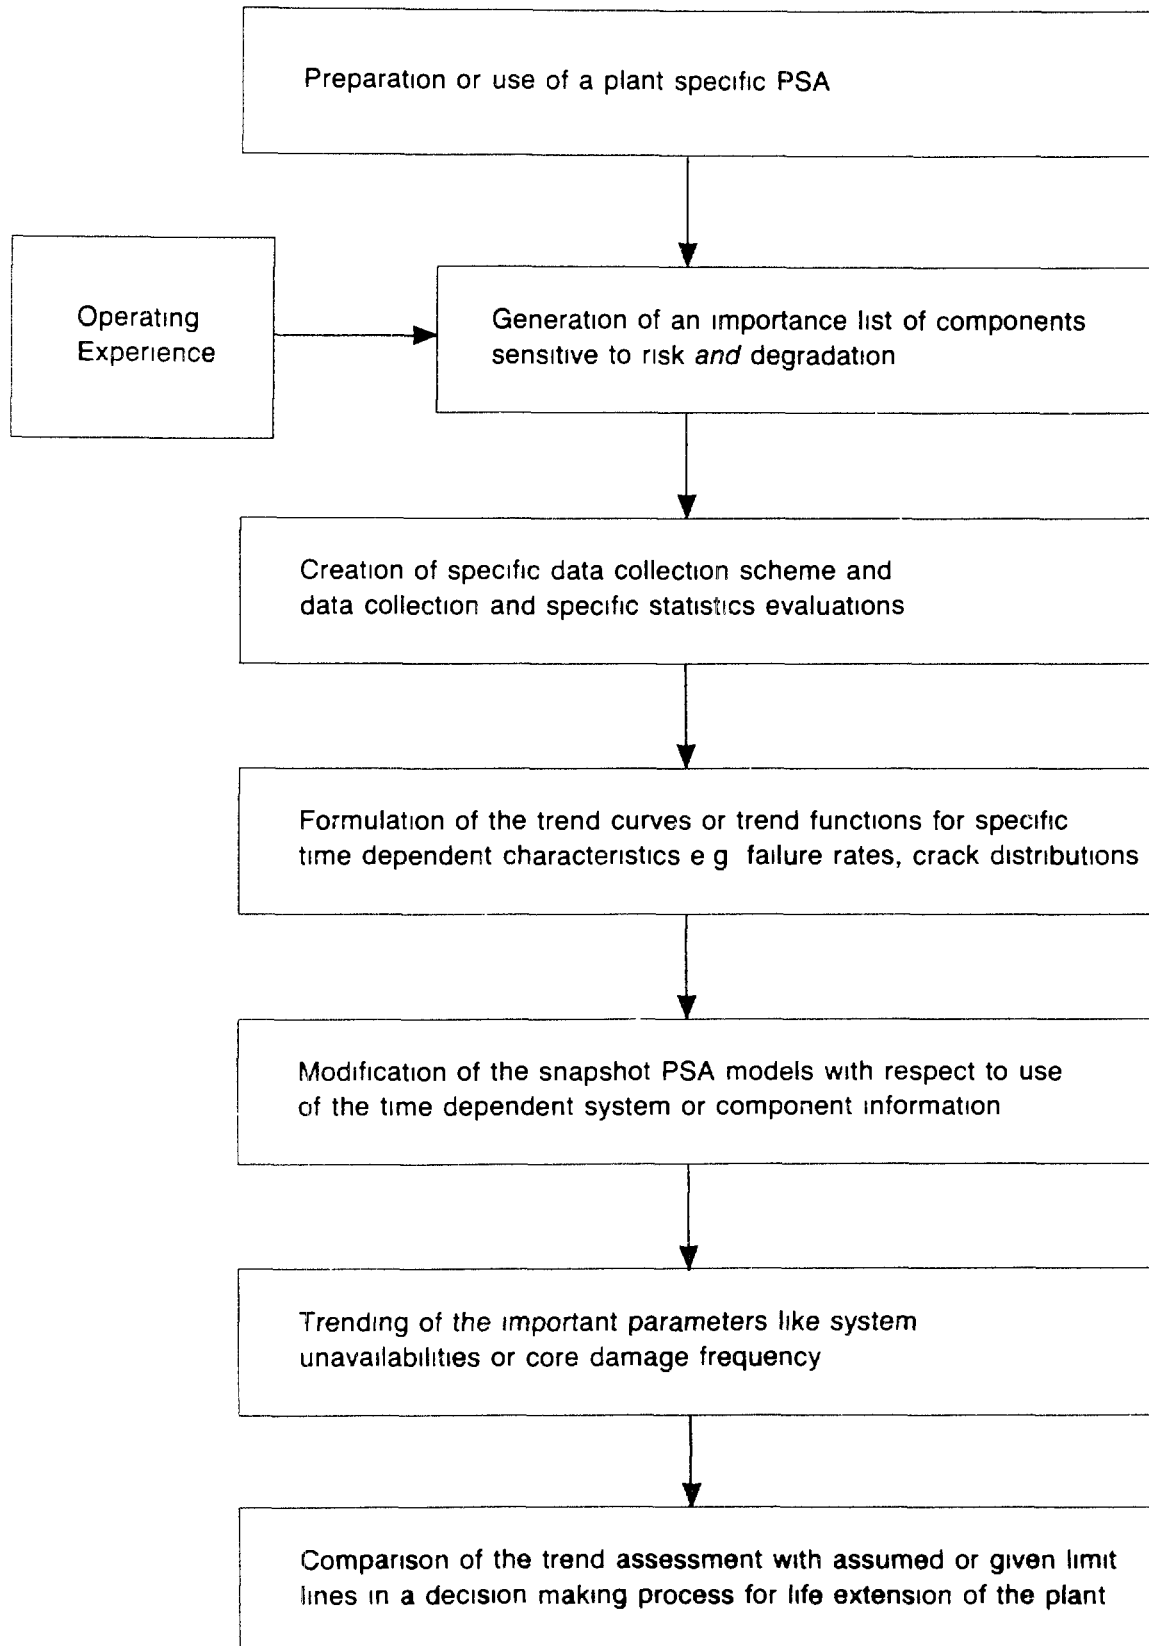 Preparation or use of a plant specific PSA
Operating
Experience
Generation of an importance list of components
sensitive to risk and degradation
Creation of specific data collection scheme and
data collection and specific statistics evaluations
Formulation of the trend curves or trend functions for specific
time dependent characteristics e g failure rates, crack distributions
Modification of the snapshot PSA models with respect to use
of the time dependent system or component information
Trending of the important parameters like system
unavailabilities or core damage frequency
Comparison of the trend assessment with assumed or given limit
lines in a decision making process for life extension of the plant